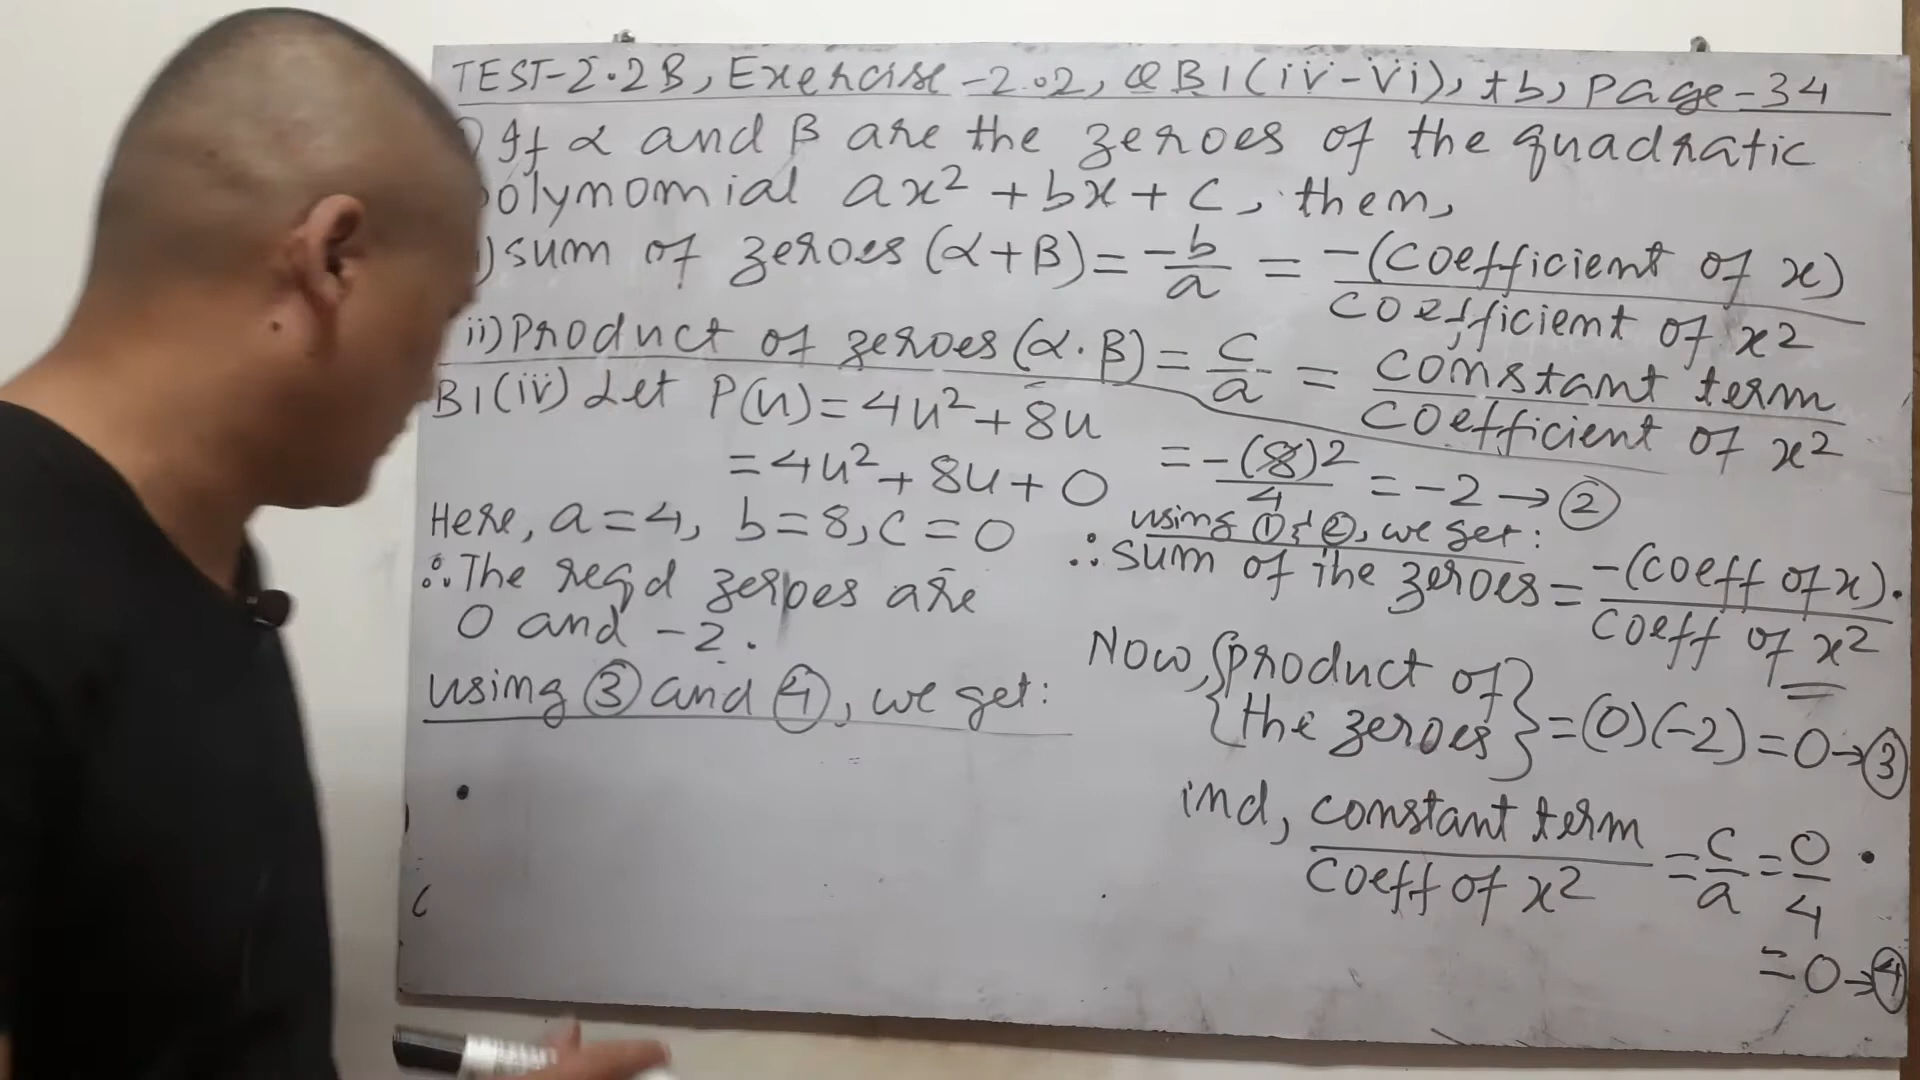 TEST-2.2B, Exercise-2.02, QB1(iv-vi), tb, page-34
) If α and β are the zeroes of the quadratic
polynomial ax² + bx + c, then,
) sum of zeroes (α+β) = -b/a = -(coefficient of x)/coefficient of x²
ii) Product of zeroes (α.β) = c/a = constant term/coefficient of x²
B1(iv) Let P(u) = 4u² + 8u
= 4u² + 8u + 0
Here, a=4, b=8, c=0
∴ The reqd zeroes are
0 and -2.
using ③ and ④, we get:
= -(8)2/4 = -2 → ②
using ① & ②, we get:
∴ sum of the zeroes = -(coeff of x)./coeff of x²
Now, {product of
the zeroes} = (0)(-2) = 0 → ③
ind, constant term/coeff of x² = c/a = 0/4
= 0 → ④